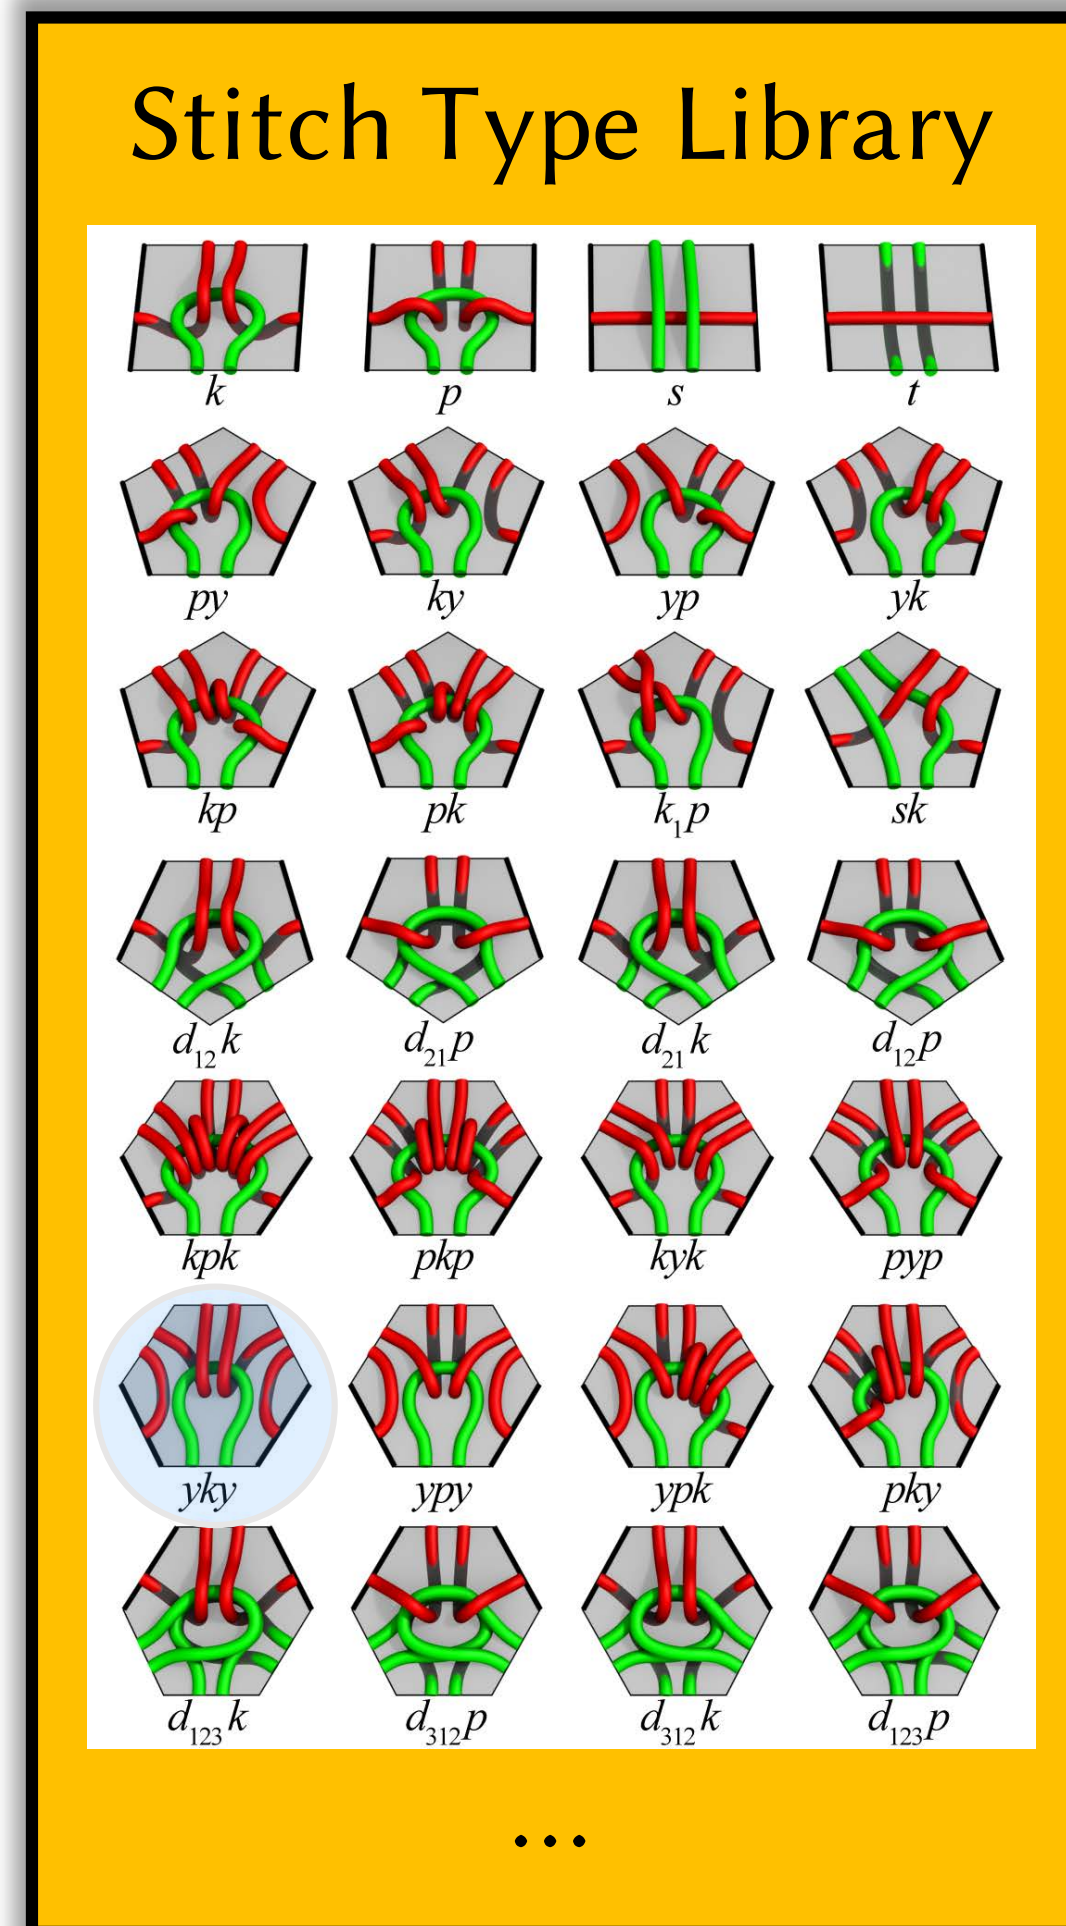 Stitch Type Library
k p s t
py ky yp yk
kp pk k₁p sk
d₁₂k d₂₁p d₂₁k d₁₂p
kpk pkp kyk pyp
yky ypy ypk pky
d₁₂₃k d₃₁₂p d₃₁₂k d₁₂₃p
...